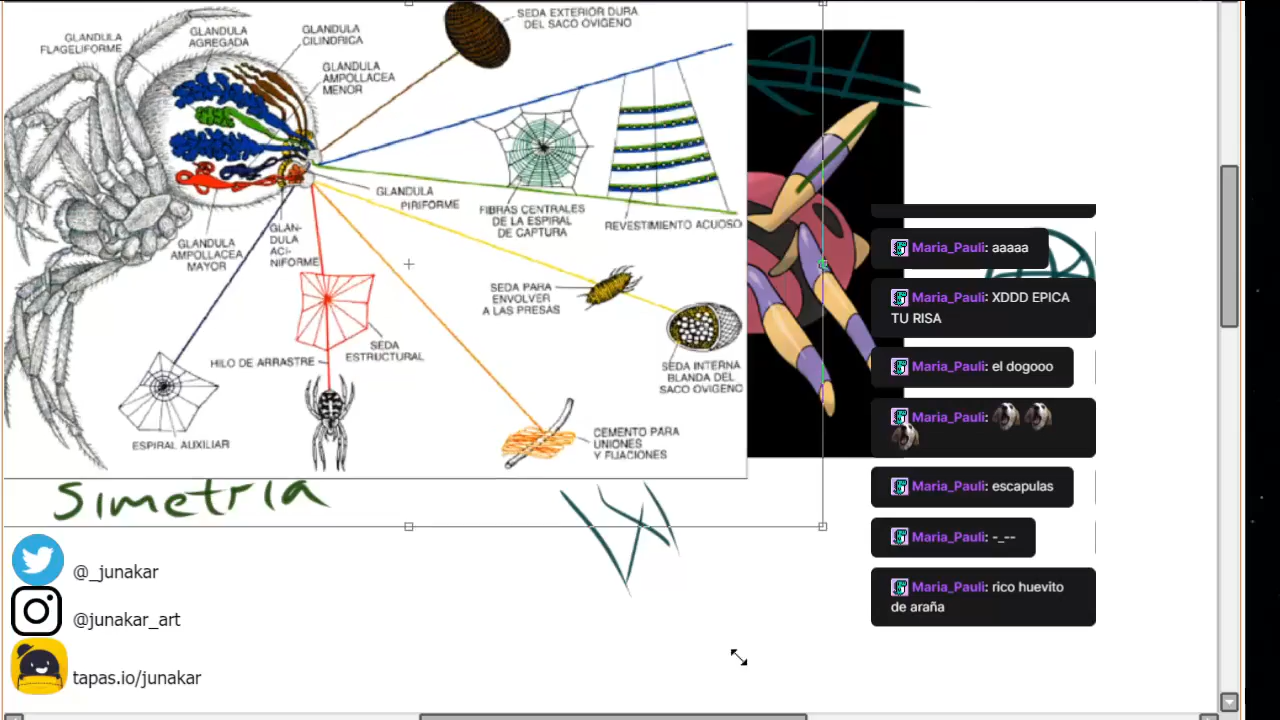 GLANDULA
FLAGELIFORME
GLANDULA
AGREGADA
GLANDULA
CILINDRICA
GLANDULA
AMPOLLACEA
MENOR
SEDA EXTERIOR DURA
DEL SACO OVIGENO
GLANDULA
PIRIFORME
FIBRAS CENTRALES
DE LA ESPIRAL
DE CAPTURA
REVESTIMIENTO ACUOSO
GLANDULA
AMPOLLACEA
MAYOR
GLAN-
DULA
ACI-
NIFORME
SEDA PARA
ENVOLVER
A LAS PRESAS
SEDA
ESTRUCTURAL
HILO DE ARRASTRE
SEDA INTERNA
BLANDA DEL
SACO OVIGENO
ESPIRAL AUXILIAR
CEMENTO PARA
UNIONES
Y FIJACIONES
simetria
@_junakar
@junakar_art
tapas.io/junakar
Maria_Pauli: aaaaa
Maria_Pauli: XDDD EPICA
TU RISA
Maria_Pauli: el dogooo
Maria_Pauli:
Maria_Pauli: escapulas
Maria_Pauli: -_--
Maria_Pauli: rico huevito
de araña